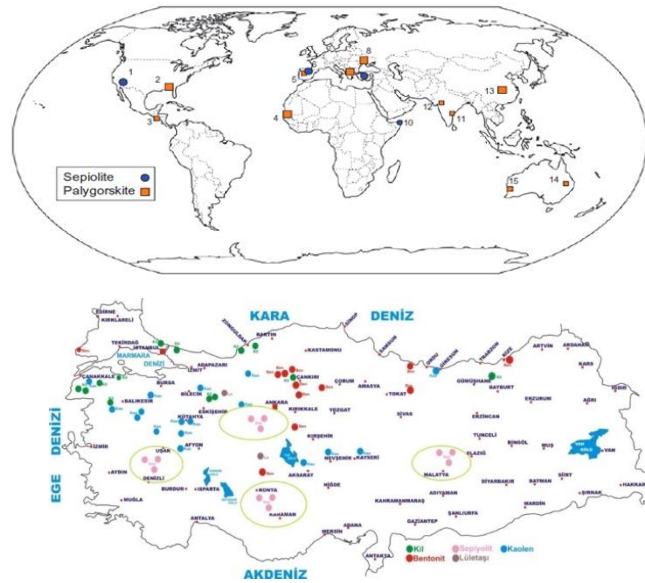 1
2
3
4
5
6
8
10
11
12
13
14
15
Sepiolite
Palygorskite
KARA DENİZ
EGE DENİZİ
AKDENİZ
MARMARA
DENİZİ
EDİRNE
KIRKLARELİ
TEKİRDAĞ
İSTANBUL
ZONGULDAK
BARTIN
KASTAMONU
SİNOP
SAMSUN
ORDU
GİRESUN
TRABZON
RİZE
ARTVİN
ARDAHAN
KARS
IĞDIR
AĞRI
ÇANAKKALE
BURSA
İZMİT
ADAPAZARI
BİLECİK
ESKİŞEHİR
BALIKESİR
KÜTAHYA
ANKARA
ÇANKIRI
KIRIKKALE
ÇORUM
AMASYA
TOKAT
YOZGAT
SİVAS
GÜMÜŞHANE
BAYBURT
ERZİNCAN
ERZURUM
TUNCELİ
BİNGÖL
MUŞ
VAN
İZMİR
UŞAK
AFYON
KIRŞEHİR
NEVŞEHİR
KAYSERİ
AKSARAY
NİĞDE
MALATYA
ELAZIĞ
AYDIN
DENİZLİ
MUĞLA
BURDUR
ISPARTA
ANTALYA
KONYA
KARAMAN
MERSİN
ADANA
KAHRAMANMARAŞ
GAZİANTEP
ADIYAMAN
ŞANLIURFA
DİYARBAKIR
BATMAN
SİİRT
MARDİN
ŞIRNAK
HAKKARİ
ANTAKYA
Kil
Sepiyolit
Kaolen
Bentonit
Lületaşı